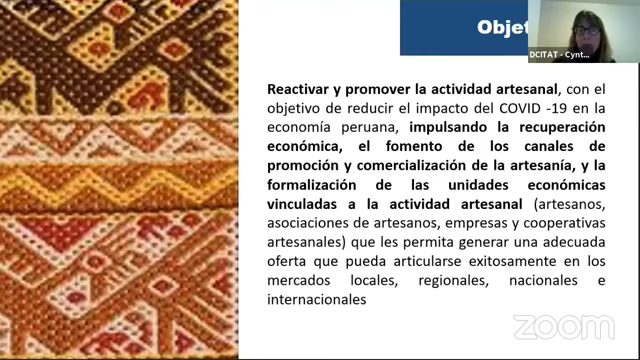 Objet
DCITAT - Cynt...
Reactivar y promover la actividad artesanal, con el
objetivo de reducir el impacto del COVID -19 en la
economía peruana, impulsando la recuperación
económica, el fomento de los canales de
promoción y comercialización de la artesanía, y la
formalización de las unidades económicas
vinculadas a la actividad artesanal (artesanos,
asociaciones de artesanos, empresas y cooperativas
artesanales) que les permita generar una adecuada
oferta que pueda articularse exitosamente en los
mercados locales, regionales, nacionales e
internacionales
zoom